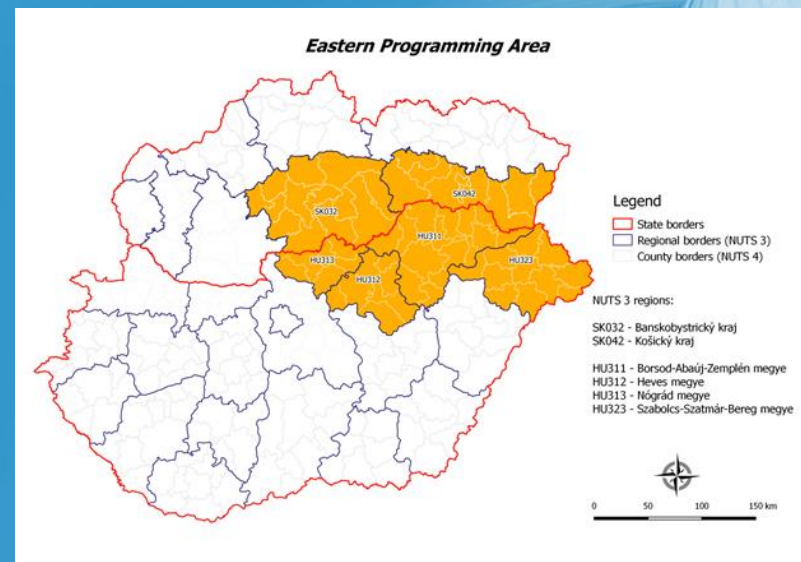 Eastern Programming Area
SK042
SK032
HU311
HU313
HU323
HU312
Legend
State borders
Regional borders (NUTS 3)
County borders (NUTS 4)
NUTS 3 regions:
SK032 - Banskobystrický kraj
SK042 - Košický kraj
HU311 - Borsod-Abaúj-Zemplén megye
HU312 - Heves megye
HU313 - Nógrád megye
HU323 - Szabolcs-Szatmár-Bereg megye
0 50 100 150 km